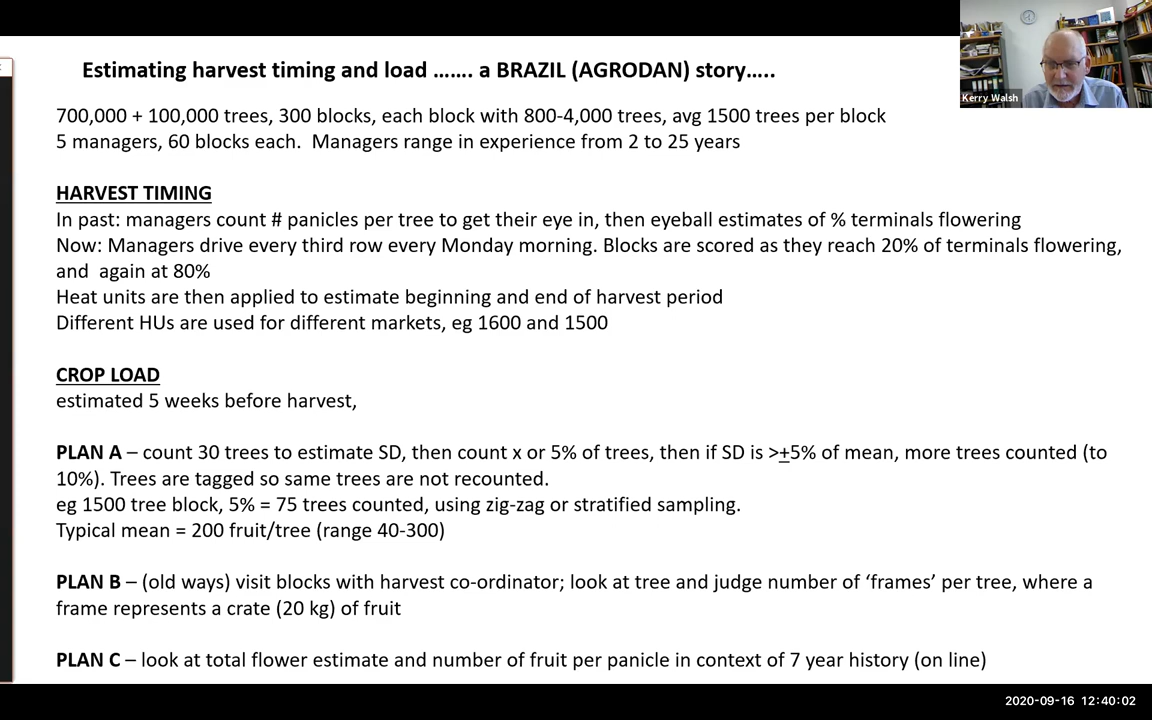 Estimating harvest timing and load ....... a BRAZIL (AGRODAN) story.....
Kerry Walsh
700,000 + 100,000 trees, 300 blocks, each block with 800-4,000 trees, avg 1500 trees per block
5 managers, 60 blocks each.  Managers range in experience from 2 to 25 years
HARVEST TIMING
In past: managers count # panicles per tree to get their eye in, then eyeball estimates of % terminals flowering
Now: Managers drive every third row every Monday morning. Blocks are scored as they reach 20% of terminals flowering,
and  again at 80%
Heat units are then applied to estimate beginning and end of harvest period
Different HUs are used for different markets, eg 1600 and 1500
CROP LOAD
estimated 5 weeks before harvest,
PLAN A – count 30 trees to estimate SD, then count x or 5% of trees, then if SD is >±5% of mean, more trees counted (to
10%). Trees are tagged so same trees are not recounted.
eg 1500 tree block, 5% = 75 trees counted, using zig-zag or stratified sampling.
Typical mean = 200 fruit/tree (range 40-300)
PLAN B – (old ways) visit blocks with harvest co-ordinator; look at tree and judge number of ‘frames’ per tree, where a
frame represents a crate (20 kg) of fruit
PLAN C – look at total flower estimate and number of fruit per panicle in context of 7 year history (on line)
2020-09-16 12:40:02